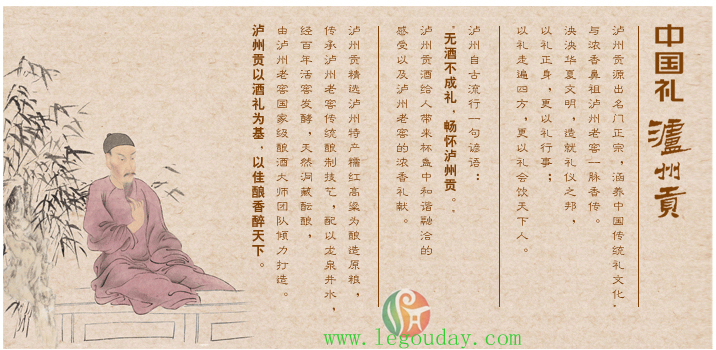 中国礼
泸州贡
泸州贡源出名门正宗，涵养中国传统礼文化，
与浓香鼻祖泸州老窖一脉香传。
泱泱华夏文明，造就礼仪之邦，
以礼正身，更以礼行事；
以礼走遍四方，更以礼会饮天下人。
泸州自古流行一句谚语：
“无酒不成礼，畅怀泸州贡。”
泸州贡酒给人带来杯盏中和谐融洽的
感受以及泸州老窖的浓香礼献。
泸州贡精选泸州特产糯红高粱为酿造原粮，
传承泸州老窖传统酿制技艺，配以龙泉井水，
经百年活窖发酵，天然洞藏酝酿，
由泸州老窖国家级酿酒大师团队倾力打造。
泸州贡以酒礼为基，以佳酿香醉天下。
www.legouday.com